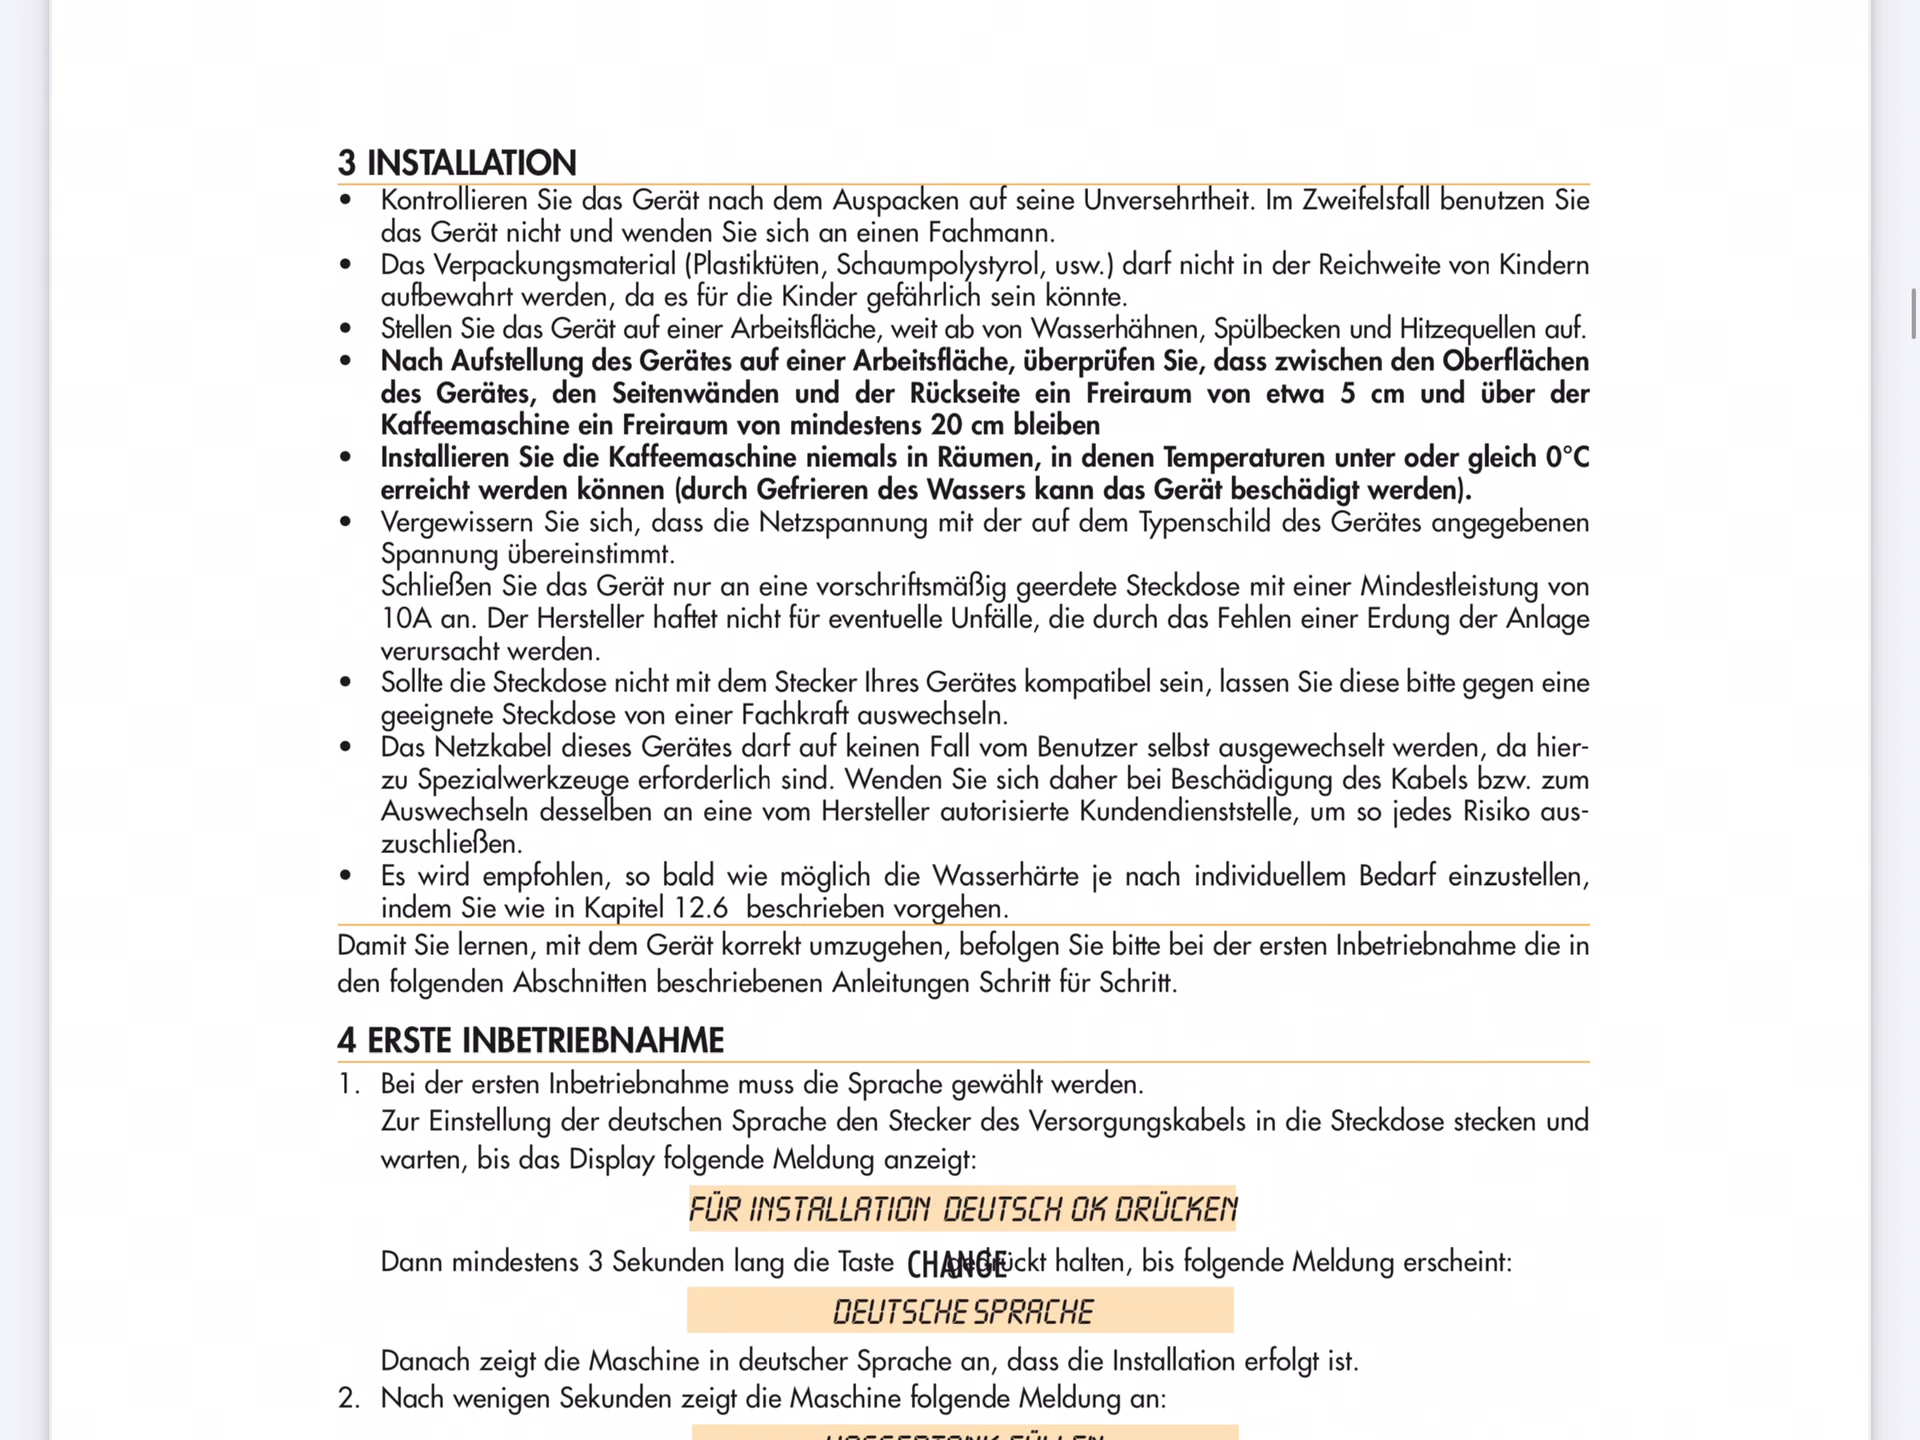 3 INSTALLATION
• Kontrollieren Sie das Gerät nach dem Auspacken auf seine Unversehrtheit. Im Zweifelsfall benutzen Sie
das Gerät nicht und wenden Sie sich an einen Fachmann.
• Das Verpackungsmaterial (Plastiktüten, Schaumpolystyrol, usw.) darf nicht in der Reichweite von Kindern
aufbewahrt werden, da es für die Kinder gefährlich sein könnte.
• Stellen Sie das Gerät auf einer Arbeitsfläche, weit ab von Wasserhähnen, Spülbecken und Hitzequellen auf.
• Nach Aufstellung des Gerätes auf einer Arbeitsfläche, überprüfen Sie, dass zwischen den Oberflächen
des Gerätes, den Seitenwänden und der Rückseite ein Freiraum von etwa 5 cm und über der
Kaffeemaschine ein Freiraum von mindestens 20 cm bleiben
• Installieren Sie die Kaffeemaschine niemals in Räumen, in denen Temperaturen unter oder gleich 0°C
erreicht werden können (durch Gefrieren des Wassers kann das Gerät beschädigt werden).
• Vergewissern Sie sich, dass die Netzspannung mit der auf dem Typenschild des Gerätes angegebenen
Spannung übereinstimmt.
Schließen Sie das Gerät nur an eine vorschriftsmäßig geerdete Steckdose mit einer Mindestleistung von
10A an. Der Hersteller haftet nicht für eventuelle Unfälle, die durch das Fehlen einer Erdung der Anlage
verursacht werden.
• Sollte die Steckdose nicht mit dem Stecker Ihres Gerätes kompatibel sein, lassen Sie diese bitte gegen eine
geeignete Steckdose von einer Fachkraft auswechseln.
• Das Netzkabel dieses Gerätes darf auf keinen Fall vom Benutzer selbst ausgewechselt werden, da hier-
zu Spezialwerkzeuge erforderlich sind. Wenden Sie sich daher bei Beschädigung des Kabels bzw. zum
Auswechseln desselben an eine vom Hersteller autorisierte Kundendienststelle, um so jedes Risiko aus-
zuschließen.
• Es wird empfohlen, so bald wie möglich die Wasserhärte je nach individuellem Bedarf einzustellen,
indem Sie wie in Kapitel 12.6 beschrieben vorgehen.
Damit Sie lernen, mit dem Gerät korrekt umzugehen, befolgen Sie bitte bei der ersten Inbetriebnahme die in
den folgenden Abschnitten beschriebenen Anleitungen Schritt für Schritt.
4 ERSTE INBETRIEBNAHME
1. Bei der ersten Inbetriebnahme muss die Sprache gewählt werden.
Zur Einstellung der deutschen Sprache den Stecker des Versorgungskabels in die Steckdose stecken und
warten, bis das Display folgende Meldung anzeigt:
FÜR INSTALLATION DEUTSCH OK DRÜCKEN
Dann mindestens 3 Sekunden lang die Taste CHANGE gedrückt halten, bis folgende Meldung erscheint:
DEUTSCHE SPRACHE
Danach zeigt die Maschine in deutscher Sprache an, dass die Installation erfolgt ist.
2. Nach wenigen Sekunden zeigt die Maschine folgende Meldung an:
WASSERTANK FÜLLEN